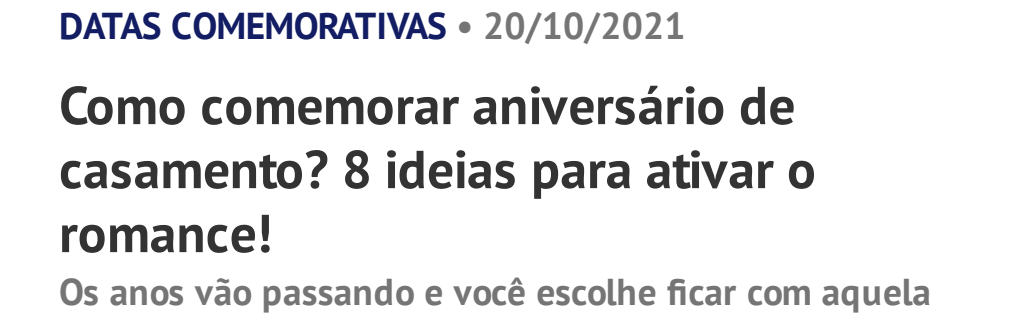 DATAS COMEMORATIVAS • 20/10/2021
Como comemorar aniversário de
casamento? 8 ideias para ativar o
romance!
Os anos vão passando e você escolhe ficar com aquela